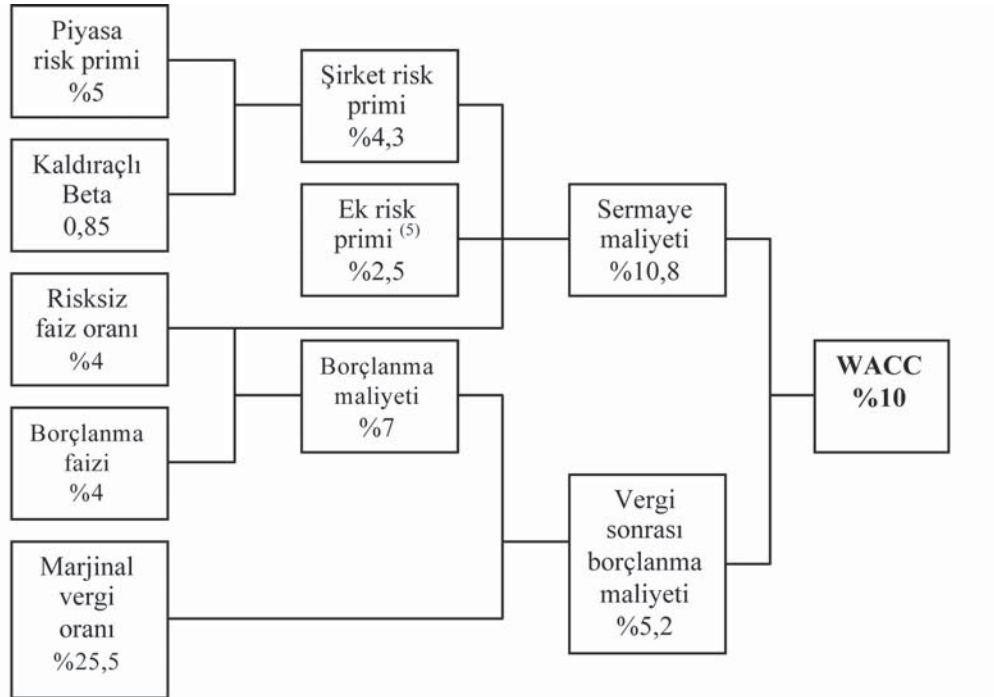 Piyasa
risk primi
%5
Kaldıraçlı
Beta
0,85
Risksiz
faiz oranı
%4
Borçlanma
faizi
%4
Marjinal
vergi
oranı
%25,5
Şirket risk
primi
%4,3
Ek risk
primi (5)
%2,5
Borçlanma
maliyeti
%7
Sermaye
maliyeti
%10,8
Vergi
sonrası
borçlanma
maliyeti
%5,2
WACC
%10